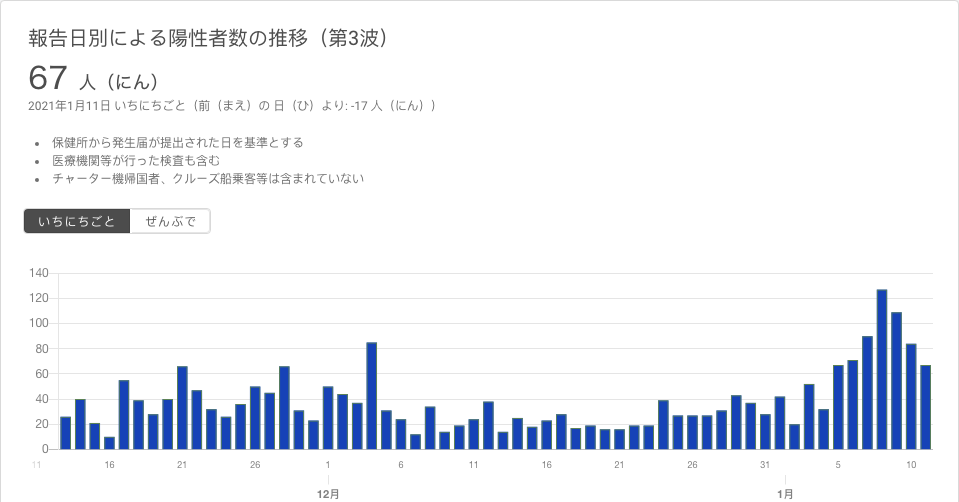 報告日別による陽性者数の推移（第3波）
67 人（にん）
2021年1月11日 いちにちごと（前（まえ）の 日（ひ）より: -17 人（にん））
• 保健所から発生届が提出された日を基準とする
• 医療機関等が行った検査も含む
• チャーター機帰国者、クルーズ船乗客等は含まれていない
いちにちごと ぜんぶで
140
120
100
80
60
40
20
0
11 16 21 26 1 6 11 16 21 26 31 5 10
12月 1月